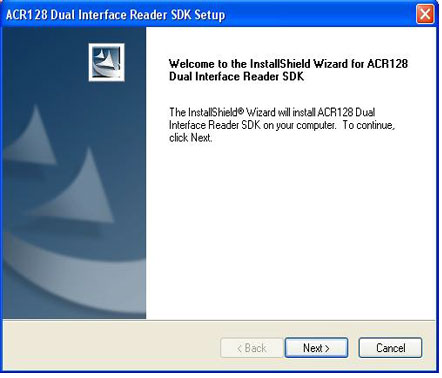 ACR128 Dual Interface Reader SDK Setup
Welcome to the InstallShield Wizard for ACR128
Dual Interface Reader SDK
The InstallShield® Wizard will install ACR128 Dual
Interface Reader SDK on your computer. To continue,
click Next.
< Back Next > Cancel